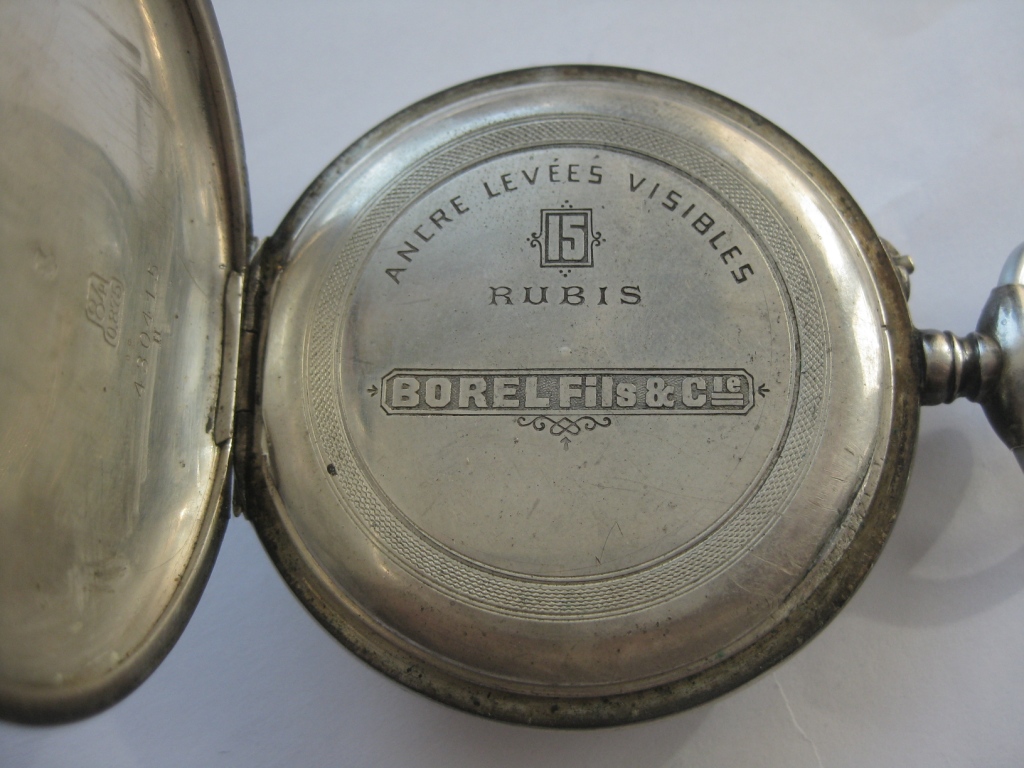 ANCRE LEVÉES VISIBLES
15
RUBIS
BOREL Fils & Cie